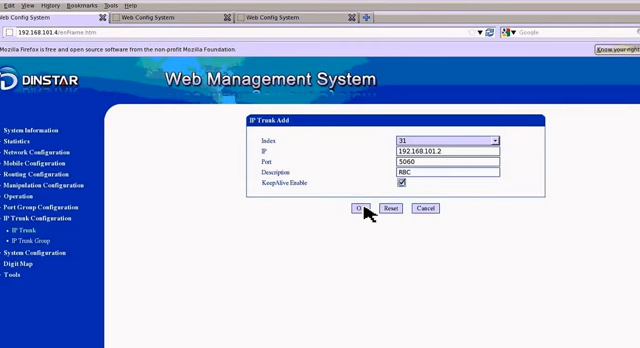 File Edit View History Bookmarks Tools Help
Web Config System
Web Config System
Web Config System
192.168.101.4/enFrame.htm
Google
Mozilla Firefox is free and open source software from the non-profit Mozilla Foundation.
Know your right
DINSTAR
Web Management System
System Information
Statistics
Network Configuration
Mobile Configuration
Routing Configuration
Manipulation Configuration
Operation
Port Group Configuration
IP Trunk Configuration
IP Trunk
IP Trunk Group
System Configuration
Digit Map
Tools
IP Trunk Add
Index 31
IP 192.168.101.2
Port 5060
Description RBC
KeepAlive Enable
O Reset Cancel